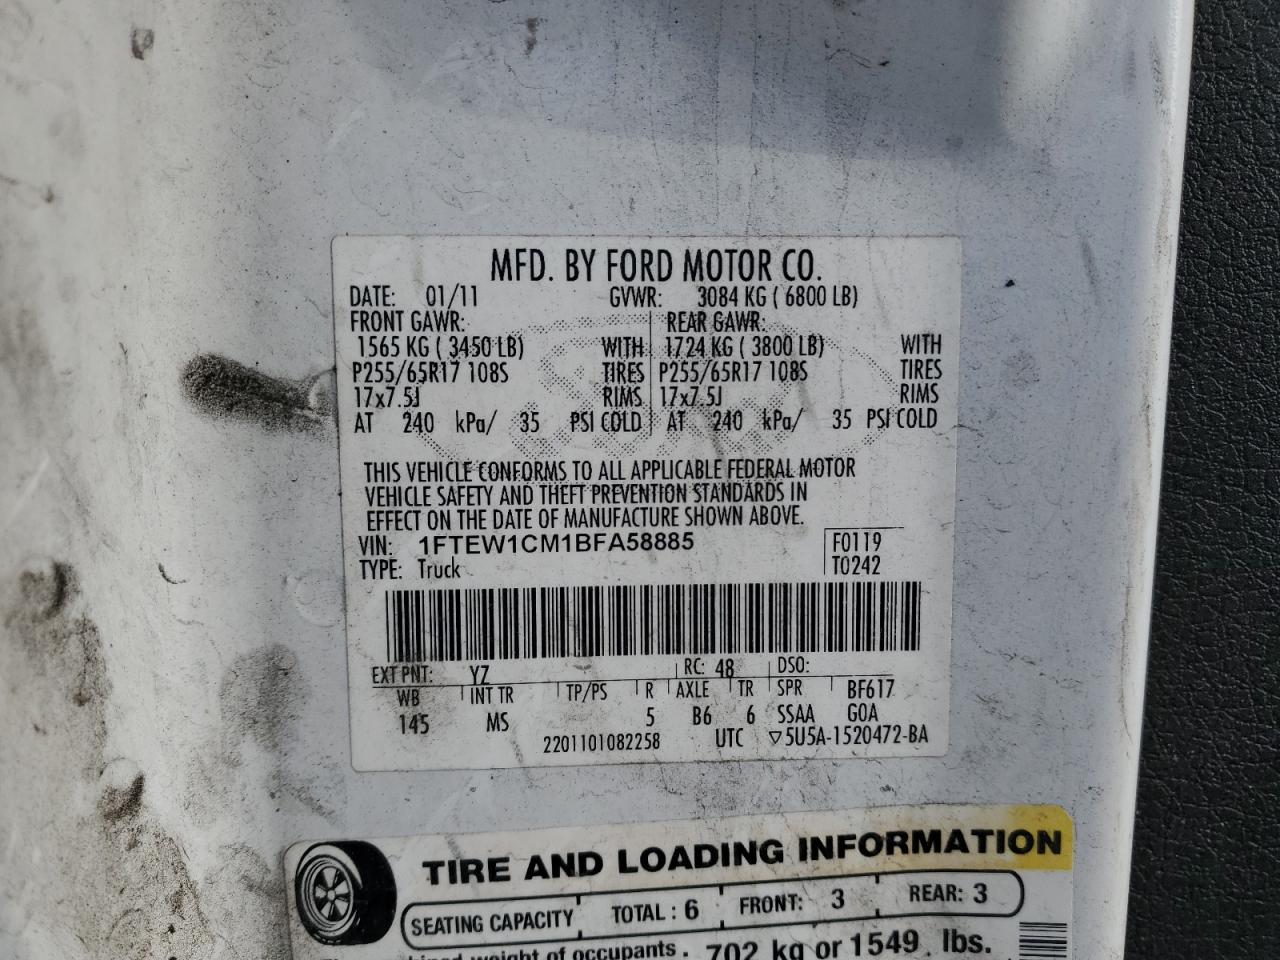 MFD. BY FORD MOTOR CO.
DATE: 01/11 GVWR: 3084 KG ( 6800 LB)
FRONT GAWR: REAR GAWR:
1565 KG ( 3450 LB) WITH 1724 KG ( 3800 LB) WITH
P255/65R17 108S TIRES P255/65R17 108S TIRES
17x7.5J RIMS 17x7.5J RIMS
AT 240 kPa/ 35 PSI COLD AT 240 kPa/ 35 PSI COLD
THIS VEHICLE CONFORMS TO ALL APPLICABLE FEDERAL MOTOR
VEHICLE SAFETY AND THEFT PREVENTION STANDARDS IN
EFFECT ON THE DATE OF MANUFACTURE SHOWN ABOVE.
VIN: 1FTEW1CM1BFA58885 F0119
TYPE: Truck T0242
EXT PNT: YZ RC: 48 DSO:
WB INT TR TP/PS R AXLE TR SPR BF617
145 MS 5 B6 6 SSAA GOA
2201101082258 UTC ▽5U5A-1520472-BA
TIRE AND LOADING INFORMATION
SEATING CAPACITY TOTAL : 6 FRONT: 3 REAR: 3
weight of occupants . 702 kg or 1549 lbs.